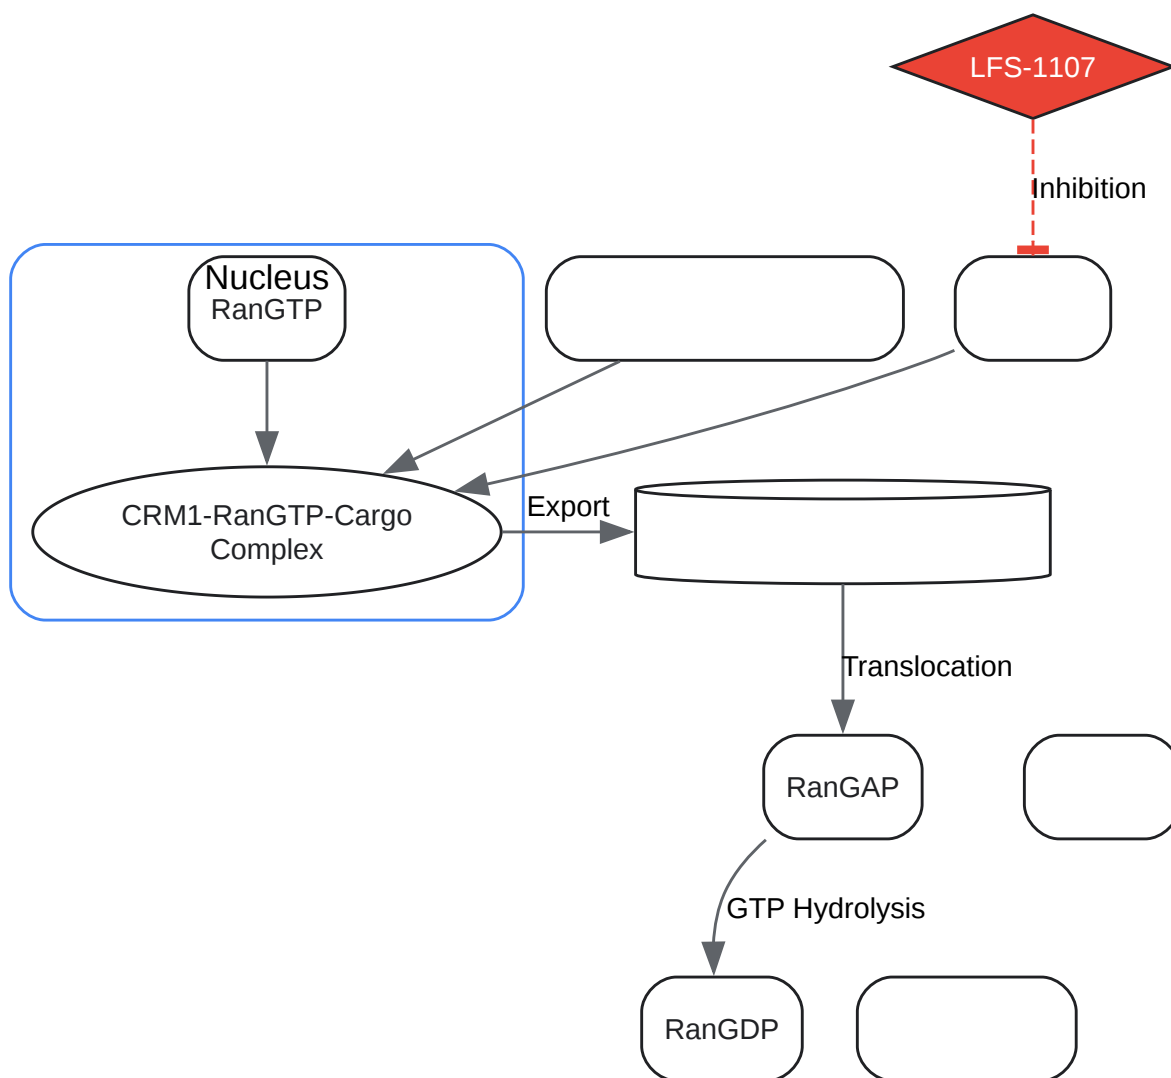 LFS-1107
Inhibition
Nucleus
RanGTP
CRM1-RanGTP-Cargo
Complex
Export
Translocation
RanGAP
GTP Hydrolysis
RanGDP